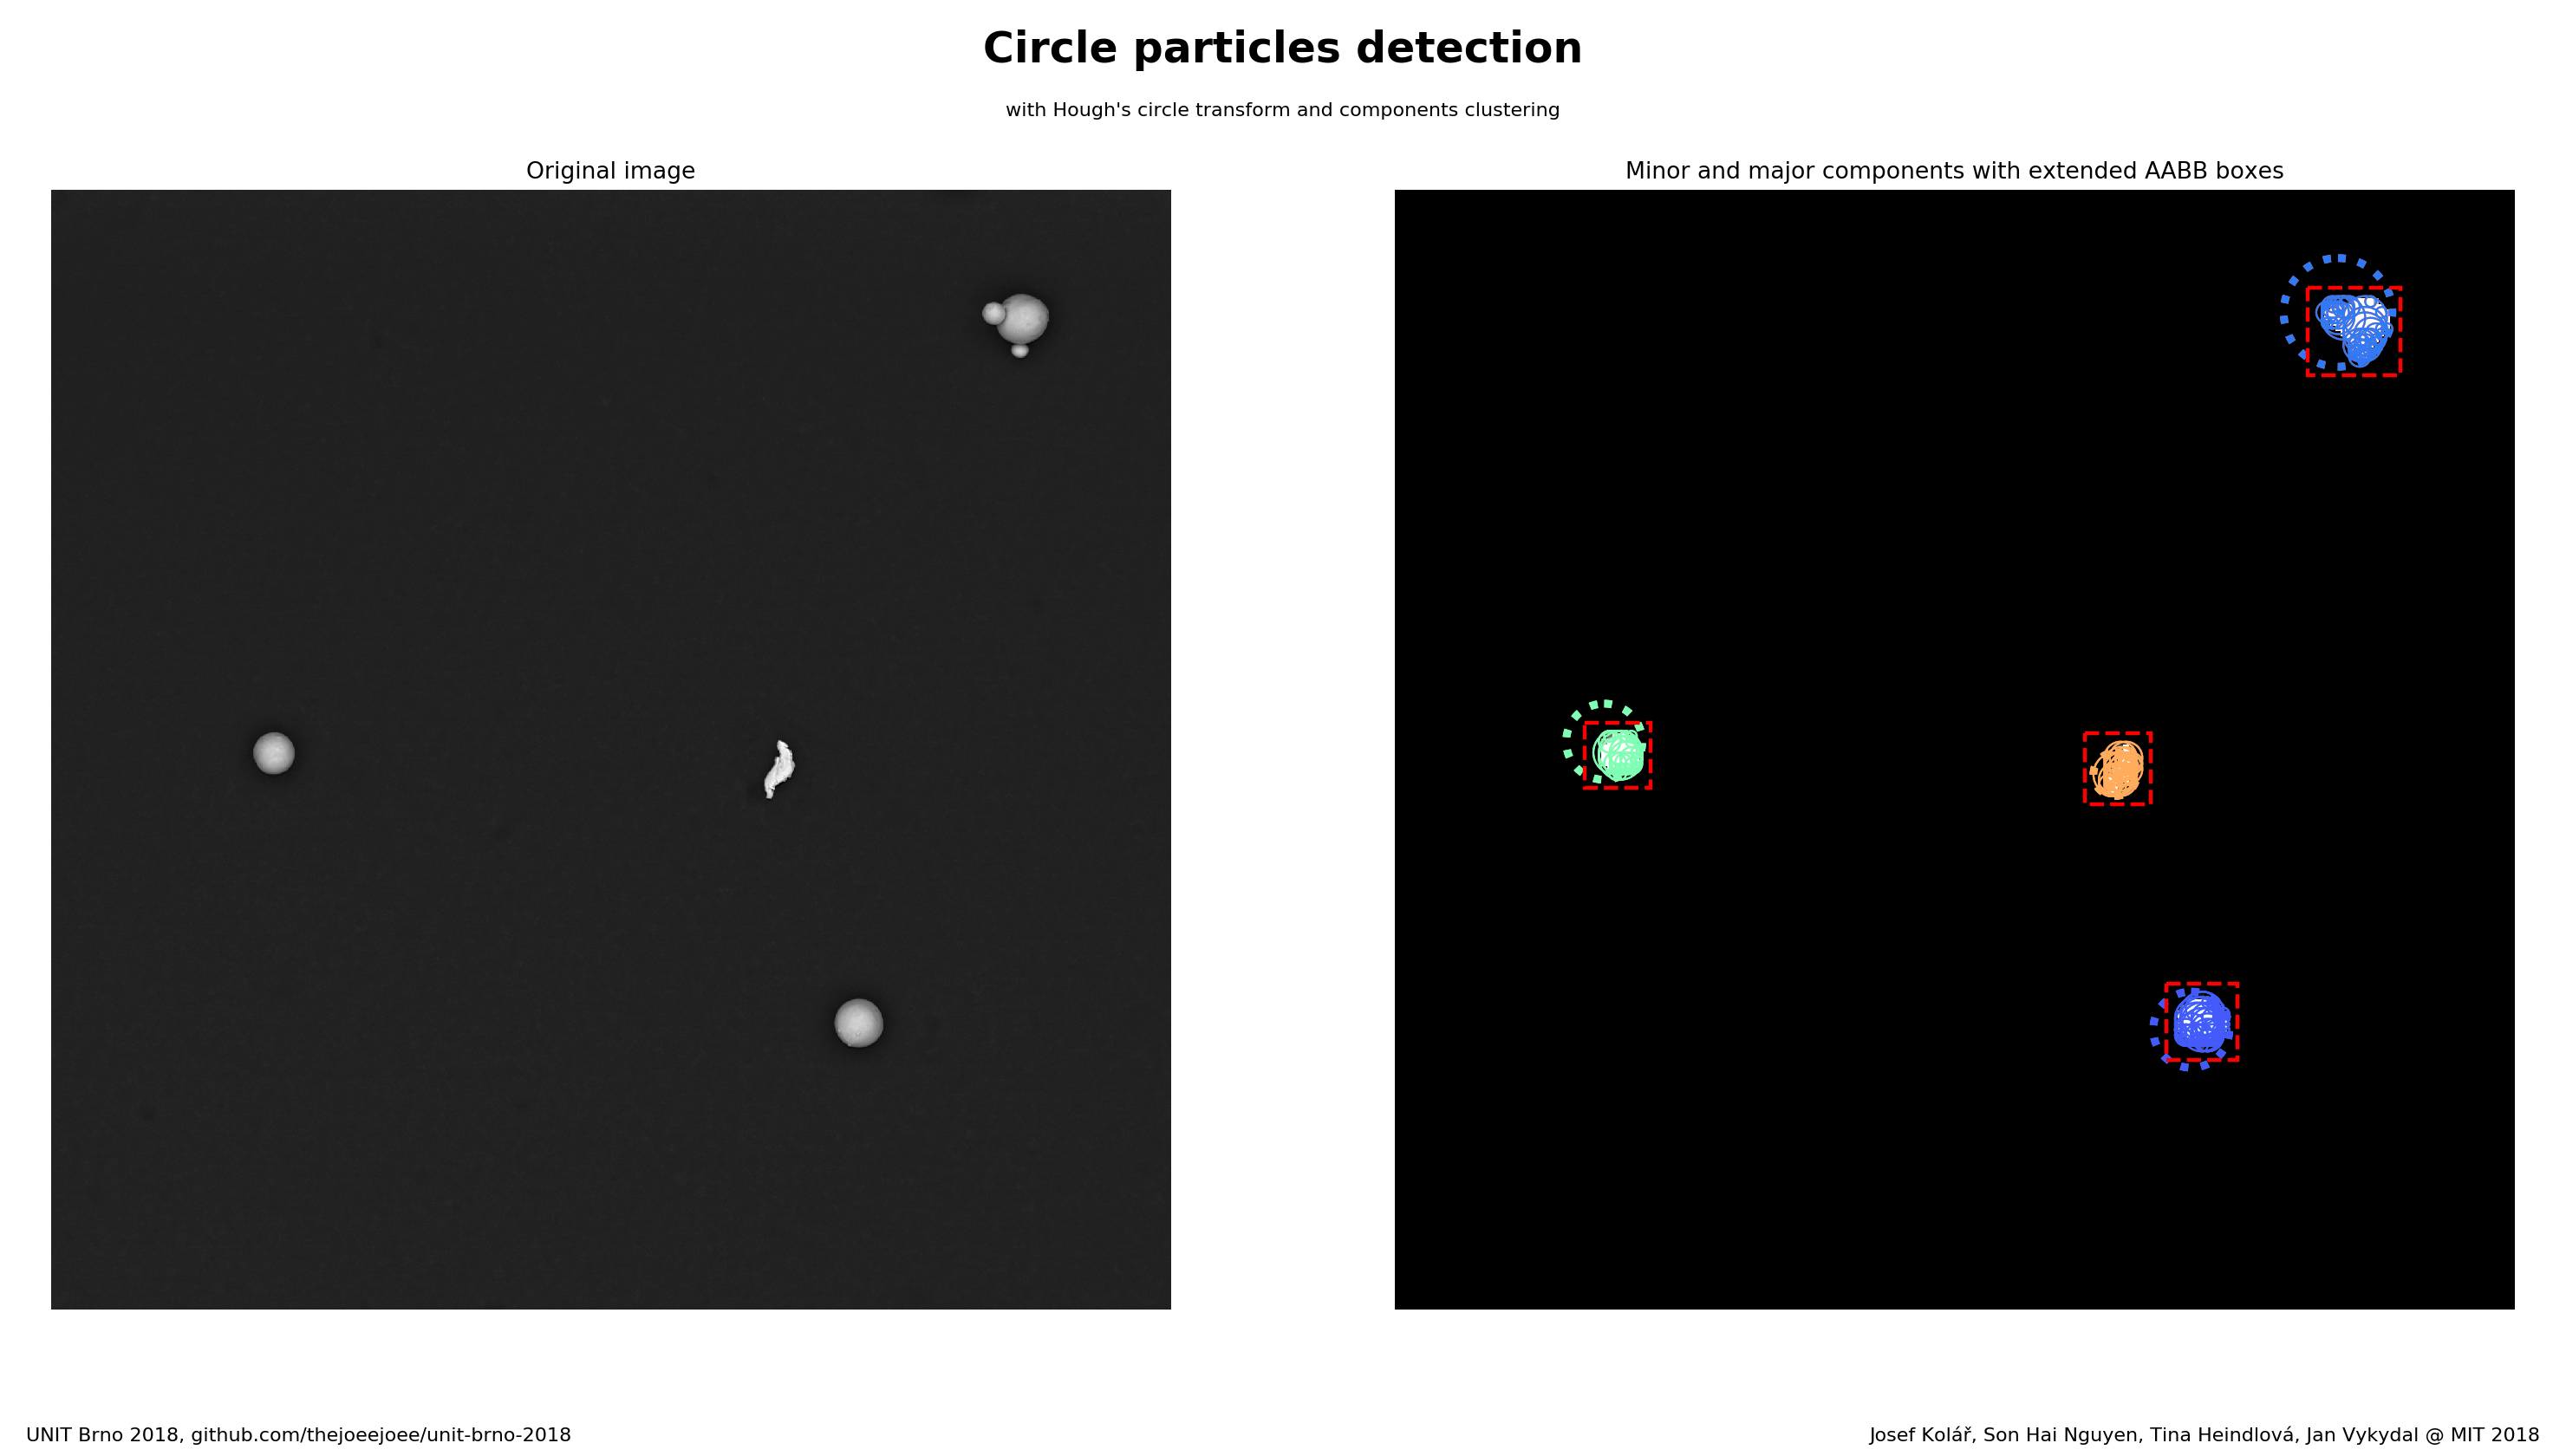 Circle particles detection
with Hough's circle transform and components clustering
Original image
Minor and major components with extended AABB boxes
UNIT Brno 2018, github.com/thejoeejoee/unit-brno-2018
Josef Kolář, Son Hai Nguyen, Tina Heindlová, Jan Vykydal @ MIT 2018